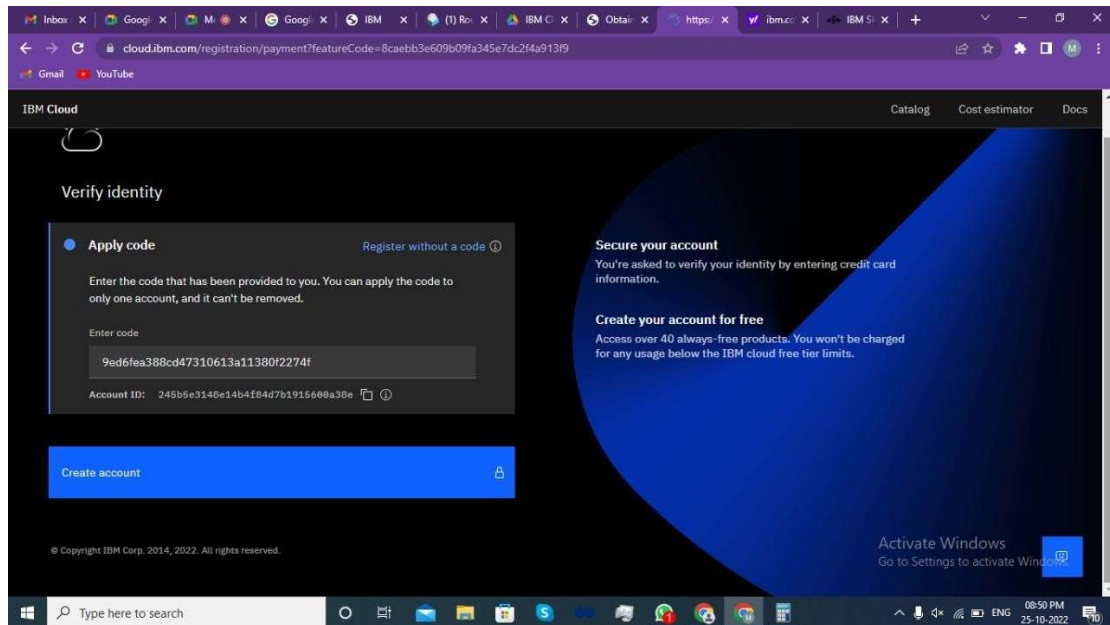 Inbox
Googl
M
Googl
IBM
(1) Rou
IBM Cl
Obtain
https:/
ibm.co
IBM Sl
cloud.ibm.com/registration/payment?featureCode=8caebb3e609b09fa345e7dc2f4a913f9
M
Gmail
YouTube
IBM Cloud
Catalog
Cost estimator
Docs
Verify identity
Apply code
Register without a code
Enter the code that has been provided to you. You can apply the code to
only one account, and it can't be removed.
Enter code
9ed6fea388cd47310613a11380f2274f
Account ID: 245b5e3148e14b4f84d7b1915600a38e
Create account
© Copyright IBM Corp. 2014, 2022. All rights reserved.
Secure your account
You're asked to verify your identity by entering credit card
information.
Create your account for free
Access over 40 always-free products. You won't be charged
for any usage below the IBM cloud free tier limits.
Activate Windows
Go to Settings to activate Windows.
Type here to search
ENG
08:50 PM
25-10-2022